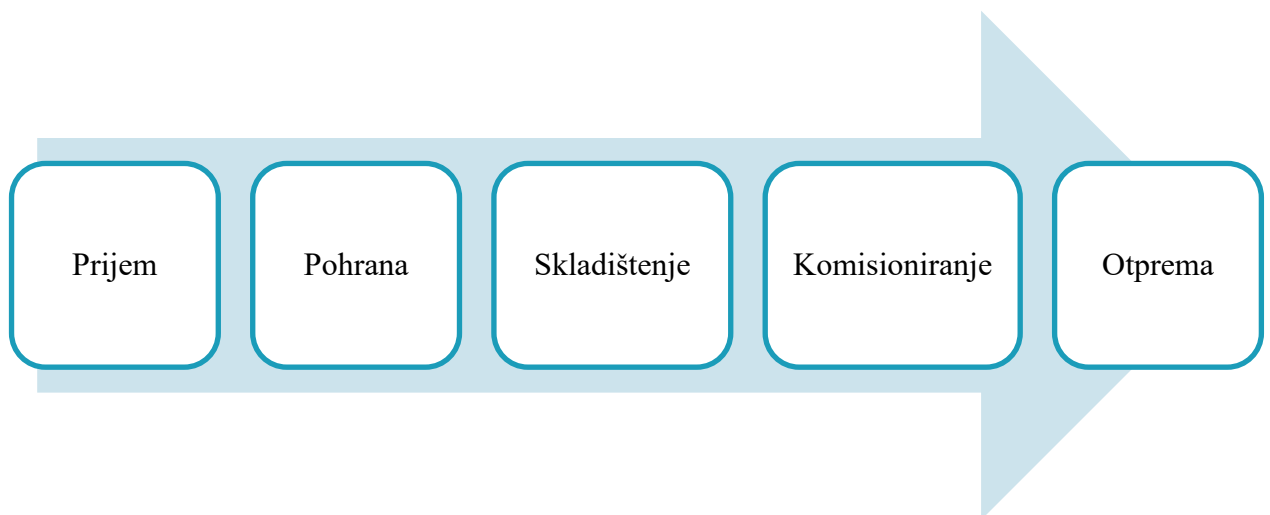 Prijem
Pohrana
Skladištenje
Komisioniranje
Otprema